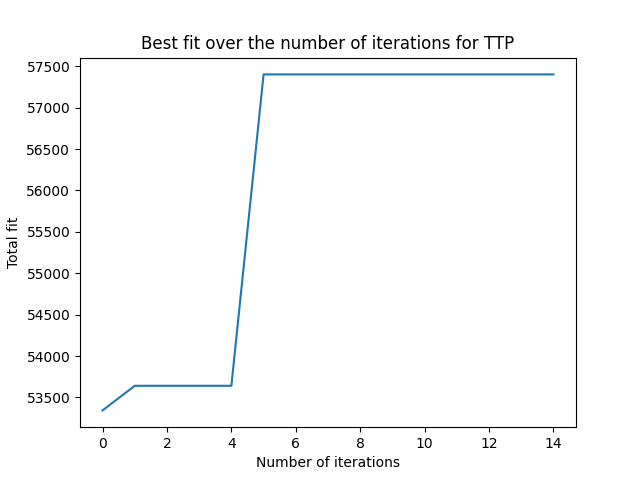 Best fit over the number of iterations for TTP
57500
57000
56500
56000
55500
55000
54500
54000
53500
Total fit
0 2 4 6 8 10 12 14
Number of iterations